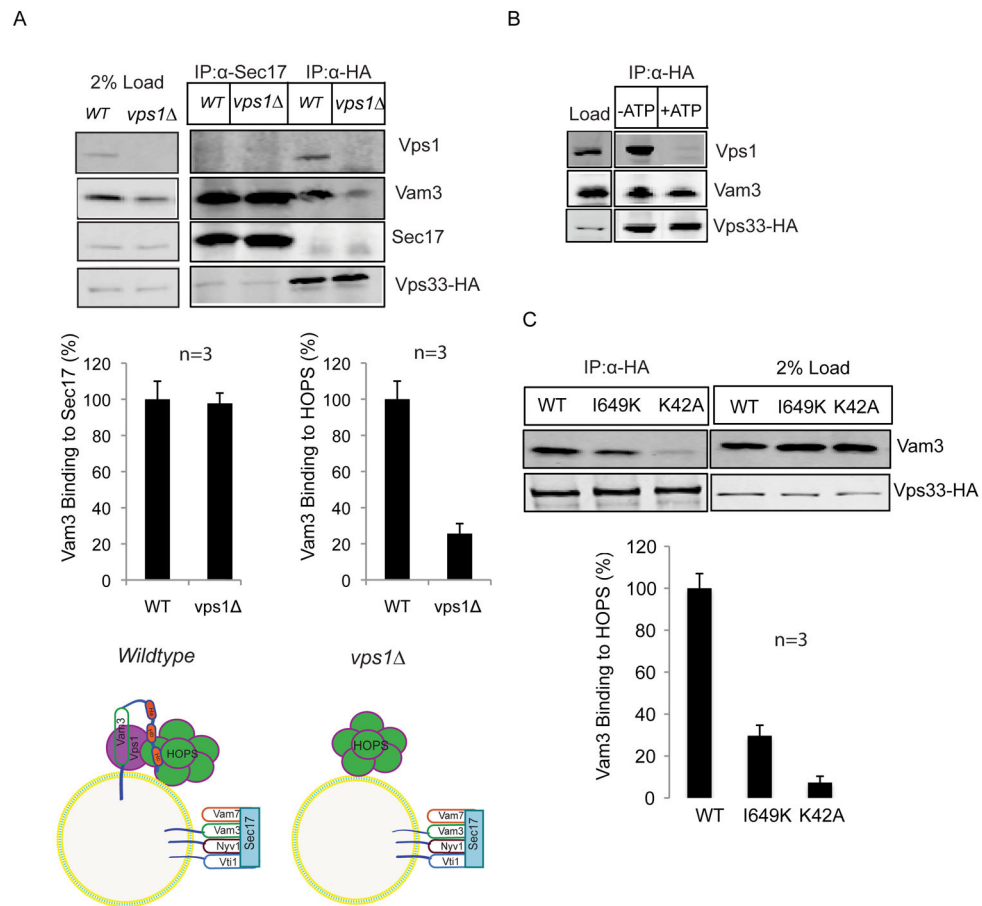 A
2% Load
WT vps1Δ
IP:α-Sec17 IP:α-HA
WT vps1Δ WT vps1Δ
Vps1
Vam3
Sec17
Vps33-HA
B
IP:α-HA
Load -ATP +ATP
Vps1
Vam3
Vps33-HA
Vam3 Binding to Sec17 (%)
120
100
80
60
40
20
0
n=3
WT vps1Δ
Vam3 Binding to HOPS (%)
120
100
80
60
40
20
0
n=3
WT vps1Δ
C
IP:α-HA 2% Load
WT I649K K42A WT I649K K42A
Vam3
Vps33-HA
Vam3 Binding to HOPS (%)
120
100
80
60
40
20
0
n=3
WT I649K K42A
Wildtype
Vam3
Vps1
HOPS
Vam7
Vam3
Nyv1
Vti1
Sec17
vps1Δ
HOPS
Vam7
Vam3
Nyv1
Vti1
Sec17